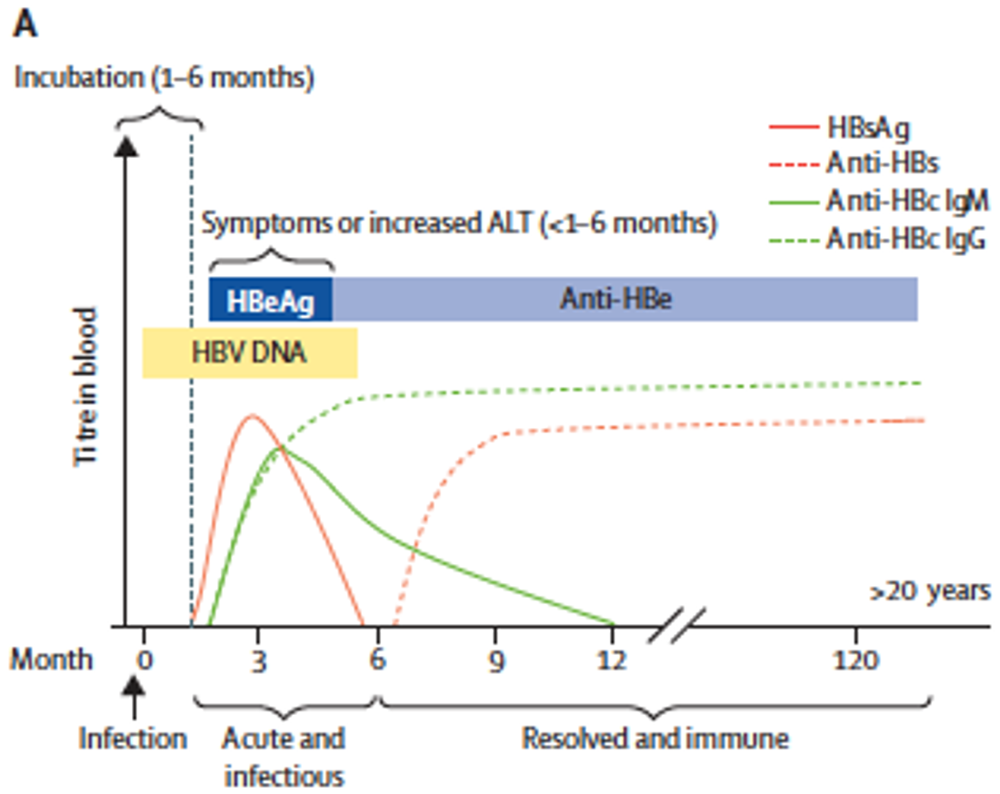 A
Incubation (1–6 months)
HBsAg
Anti-HBs
Anti-HBc IgM
Anti-HBc IgG
Symptoms or increased ALT (<1–6 months)
HBeAg
Anti-HBe
HBV DNA
Titre in blood
>20 years
Month 0 3 6 9 12 120
Infection
Acute and
infectious
Resolved and immune